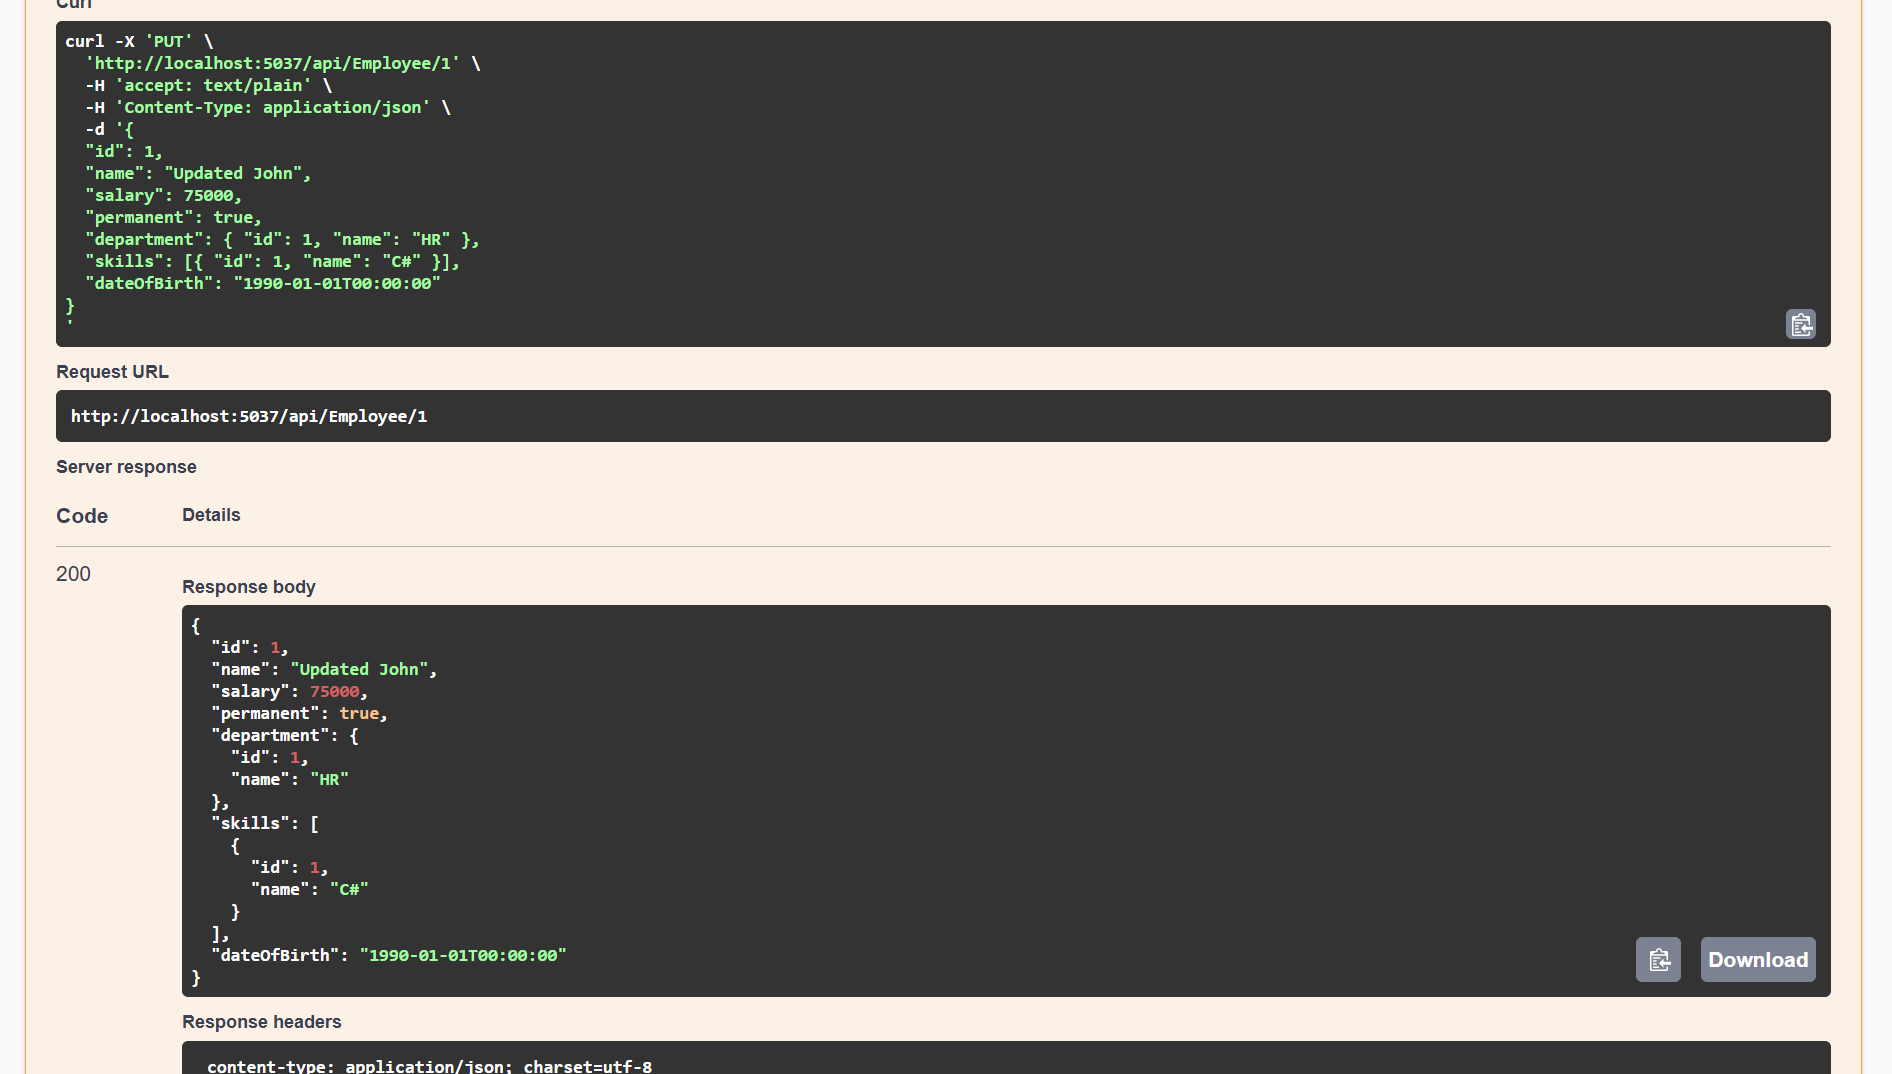 Curl
curl -X 'PUT' \
  'http://localhost:5037/api/Employee/1' \
  -H 'accept: text/plain' \
  -H 'Content-Type: application/json' \
  -d '{
  "id": 1,
  "name": "Updated John",
  "salary": 75000,
  "permanent": true,
  "department": { "id": 1, "name": "HR" },
  "skills": [{ "id": 1, "name": "C#" }],
  "dateOfBirth": "1990-01-01T00:00:00"
}
'
Request URL
http://localhost:5037/api/Employee/1
Server response
Code Details
200
Response body
{
  "id": 1,
  "name": "Updated John",
  "salary": 75000,
  "permanent": true,
  "department": {
    "id": 1,
    "name": "HR"
  },
  "skills": [
    {
      "id": 1,
      "name": "C#"
    }
  ],
  "dateOfBirth": "1990-01-01T00:00:00"
}
Download
Response headers
content-type: application/json; charset=utf-8